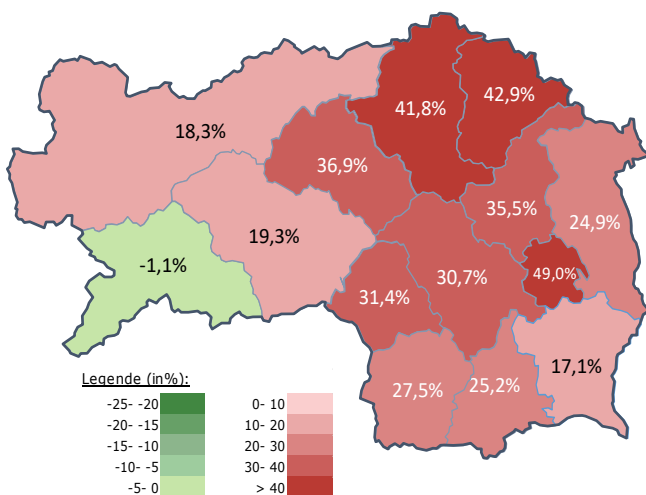 42,9%
41,8%
18,3%
36,9%
35,5%
24,9%
19,3%
-1,1%
49,0%
30,7%
31,4%
17,1%
27,5%
25,2%
Legende (in%):
-25- -20 0- 10
-20- -15 10- 20
-15- -10 20- 30
-10- -5 30- 40
-5- 0 > 40